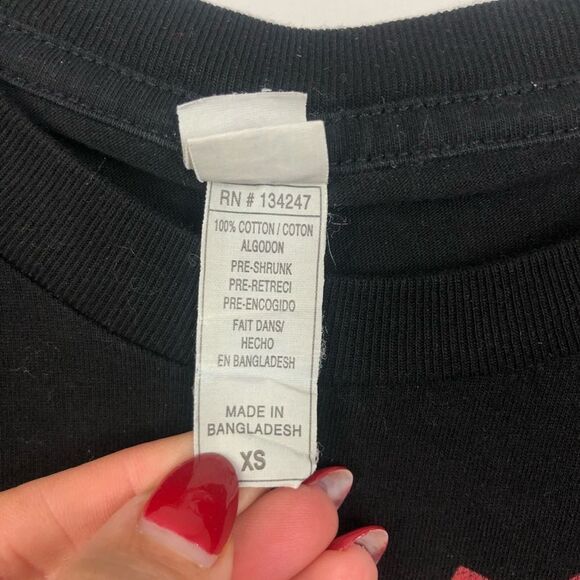 RN # 134247
100% COTTON / COTON
ALGODON
PRE-SHRUNK
PRE-RETRECI
PRE-ENCOGIDO
FAIT DANS/
HECHO
EN BANGLADESH
MADE IN
BANGLADESH
XS